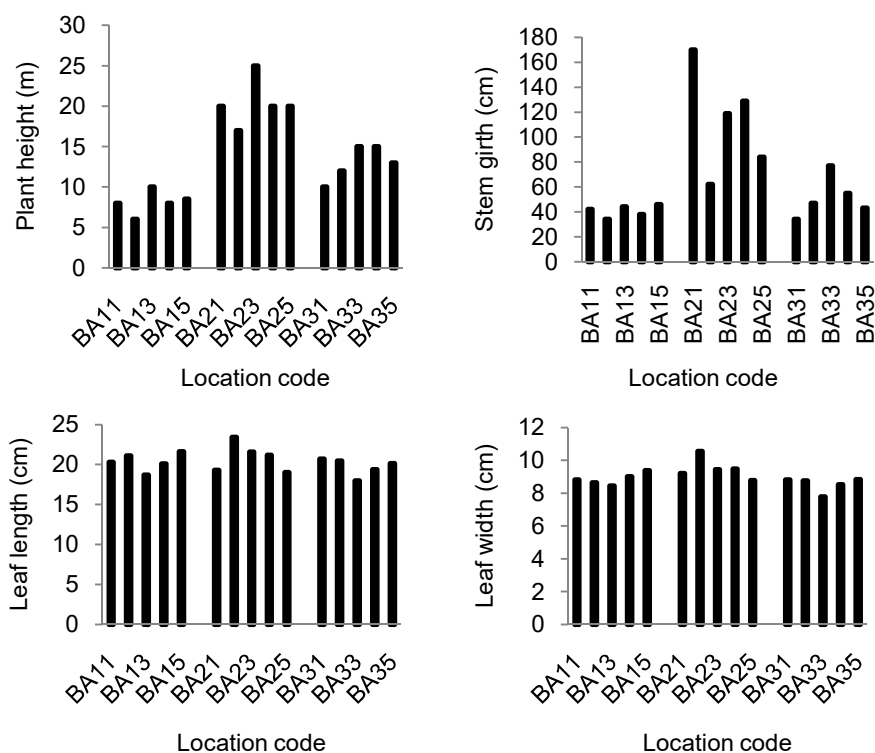 Plant height (m)
30
25
20
15
10
5
0
BA11
BA13
BA15
BA21
BA23
BA25
BA31
BA33
BA35
Location code
Stem girth (cm)
180
160
140
120
100
80
60
40
20
0
BA11
BA13
BA15
BA21
BA23
BA25
BA31
BA33
BA35
Location code
Leaf length (cm)
25
20
15
10
5
0
BA11
BA13
BA15
BA21
BA23
BA25
BA31
BA33
BA35
Location code
Leaf width (cm)
12
10
8
6
4
2
0
BA11
BA13
BA15
BA21
BA23
BA25
BA31
BA33
BA35
Location code